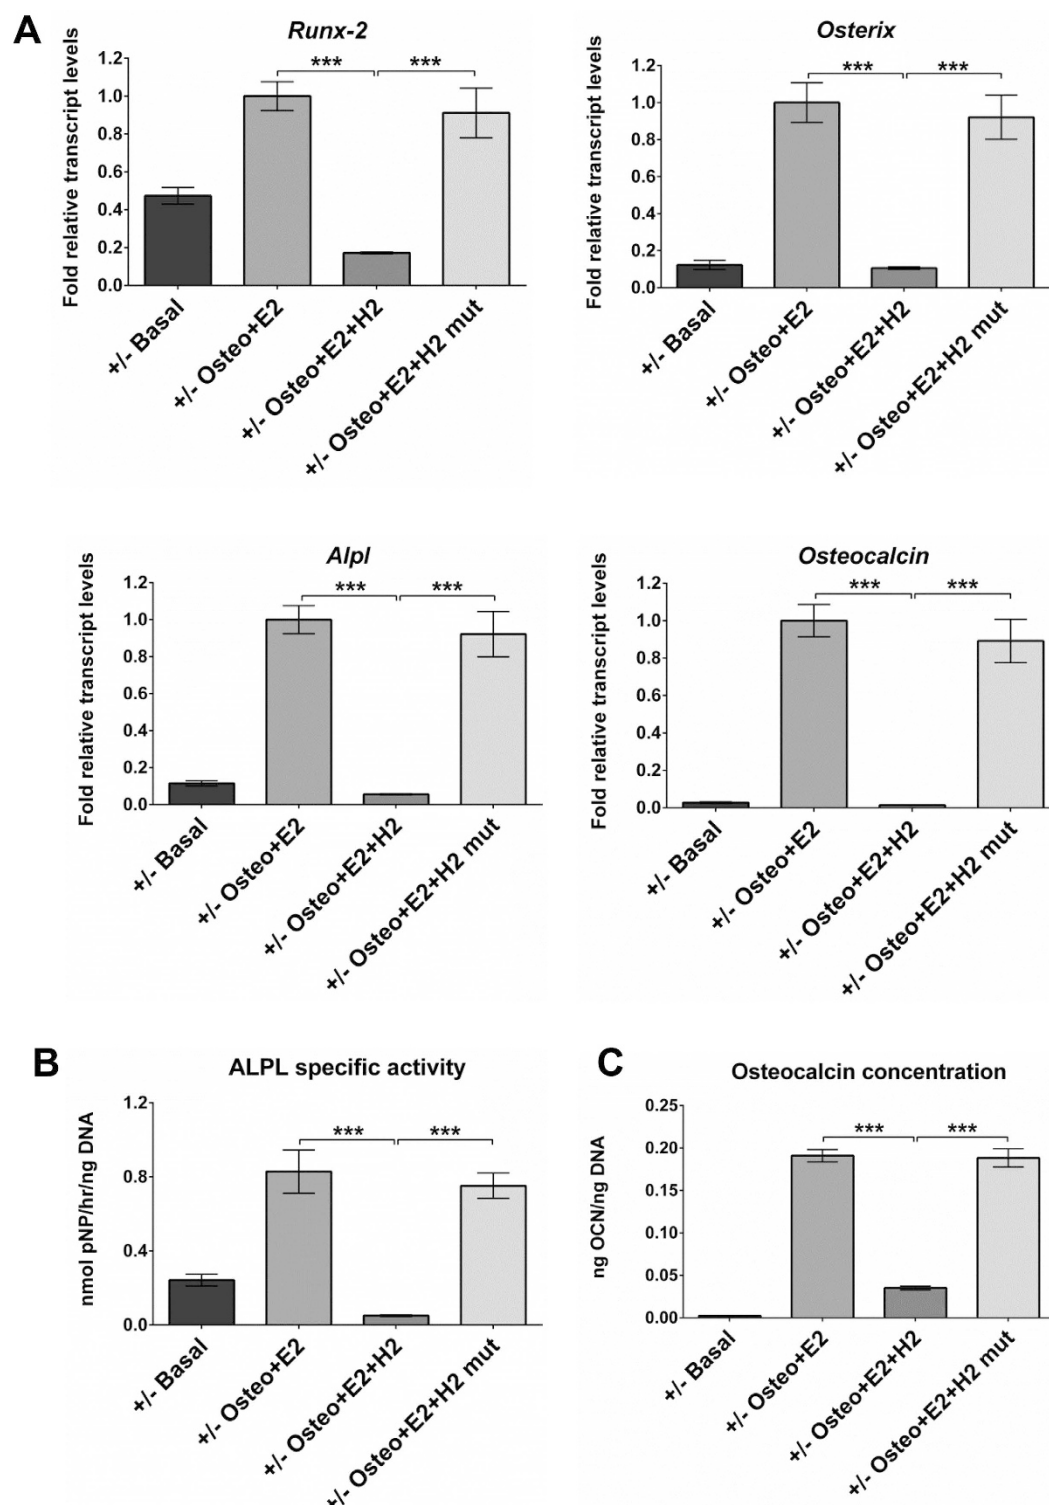 A
Runx-2
Fold relative transcript levels
1.2
1.0
0.8
0.6
0.4
0.2
0.0
*** ***
+/- Basal
+/- Osteo+E2
+/- Osteo+E2+H2
+/- Osteo+E2+H2 mut
Osterix
Fold relative transcript levels
1.2
1.0
0.8
0.6
0.4
0.2
0.0
*** ***
+/- Basal
+/- Osteo+E2
+/- Osteo+E2+H2
+/- Osteo+E2+H2 mut
Alpl
Fold relative transcript levels
1.2
1.0
0.8
0.6
0.4
0.2
0.0
*** ***
+/- Basal
+/- Osteo+E2
+/- Osteo+E2+H2
+/- Osteo+E2+H2 mut
Osteocalcin
Fold relative transcript levels
1.2
1.0
0.8
0.6
0.4
0.2
0.0
*** ***
+/- Basal
+/- Osteo+E2
+/- Osteo+E2+H2
+/- Osteo+E2+H2 mut
B
ALPL specific activity
nmol pNP/hr/ng DNA
1.2
0.8
0.4
0.0
*** ***
+/- Basal
+/- Osteo+E2
+/- Osteo+E2+H2
+/- Osteo+E2+H2 mut
C
Osteocalcin concentration
ng OCN/ng DNA
0.25
0.20
0.15
0.10
0.05
0.00
*** ***
+/- Basal
+/- Osteo+E2
+/- Osteo+E2+H2
+/- Osteo+E2+H2 mut